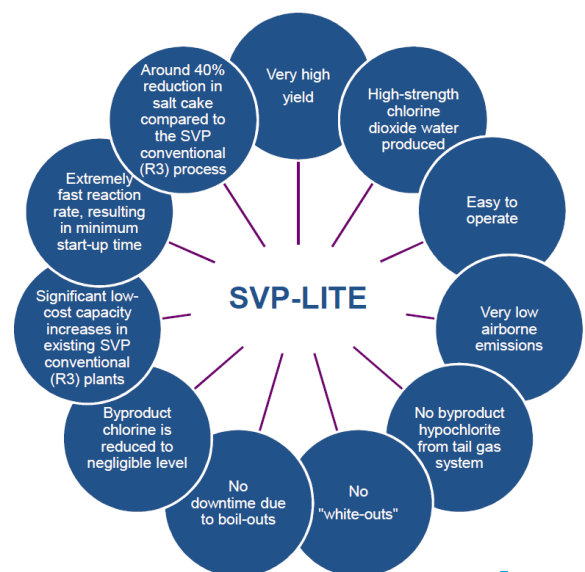 Very high
yield
High-strength
chlorine
dioxide water
produced
Easy to
operate
Very low
airborne
emissions
No byproduct
hypochlorite
from tail gas
system
No
"white-outs"
No
downtime due
to boil-outs
Byproduct
chlorine is
reduced to
negligible level
Significant low-
cost capacity
increases in
existing SVP
conventional
(R3) plants
Extremely
fast reaction
rate, resulting
in minimum
start-up time
Around 40%
reduction in
salt cake
compared to
the SVP
conventional
(R3) process
SVP-LITE